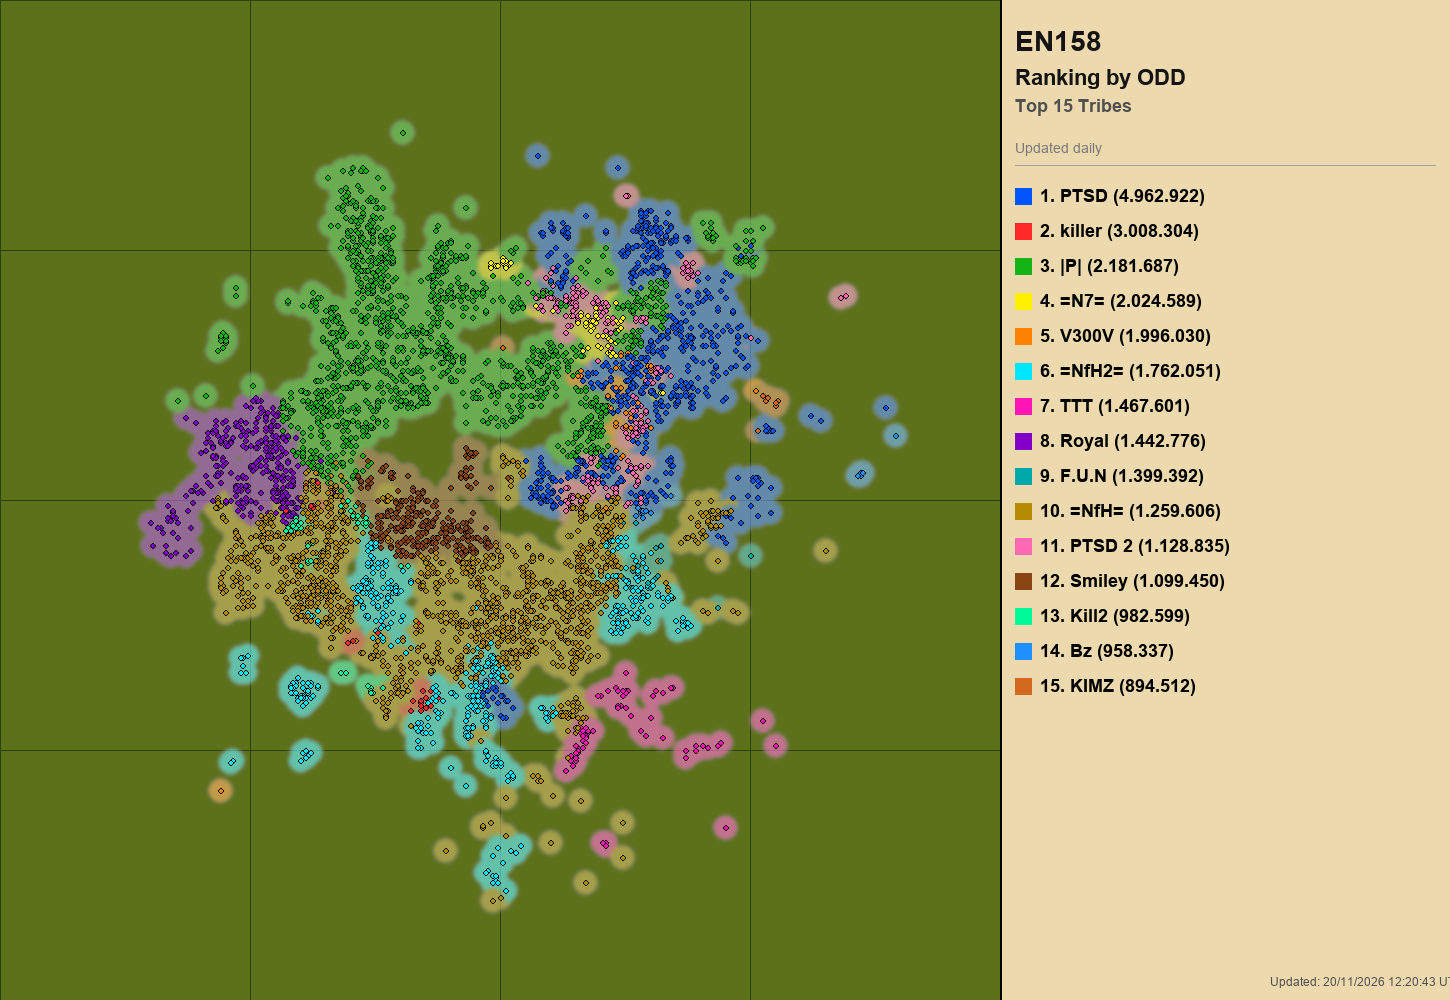 EN158
Ranking by ODD
Top 15 Tribes
Updated daily
1. PTSD (4.962.922)
2. killer (3.008.304)
3. |P| (2.181.687)
4. =N7= (2.024.589)
5. V300V (1.996.030)
6. =NfH2= (1.762.051)
7. TTT (1.467.601)
8. Royal (1.442.776)
9. F.U.N (1.399.392)
10. =NfH= (1.259.606)
11. PTSD 2 (1.128.835)
12. Smiley (1.099.450)
13. Kill2 (982.599)
14. Bz (958.337)
15. KIMZ (894.512)
Updated: 20/11/2026 12:20:43 U